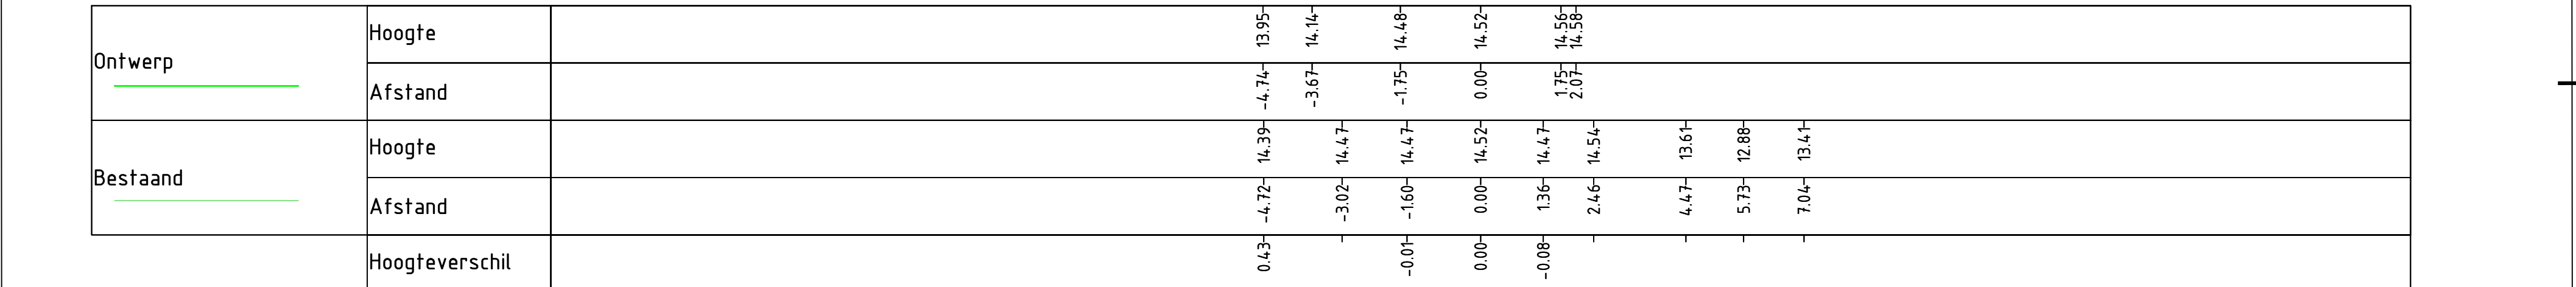 Ontwerp
Hoogte 13.95 14.14 14.48 14.52 14.56 14.58
Afstand -4.74 -3.67 -1.75 0.00 1.75 2.07
Bestaand
Hoogte 14.39 14.47 14.47 14.52 14.47 14.54 13.61 12.88 13.41
Afstand -4.72 -3.02 -1.60 0.00 1.36 2.46 4.47 5.73 7.04
Hoogteverschil 0.43 -0.01 0.00 -0.08